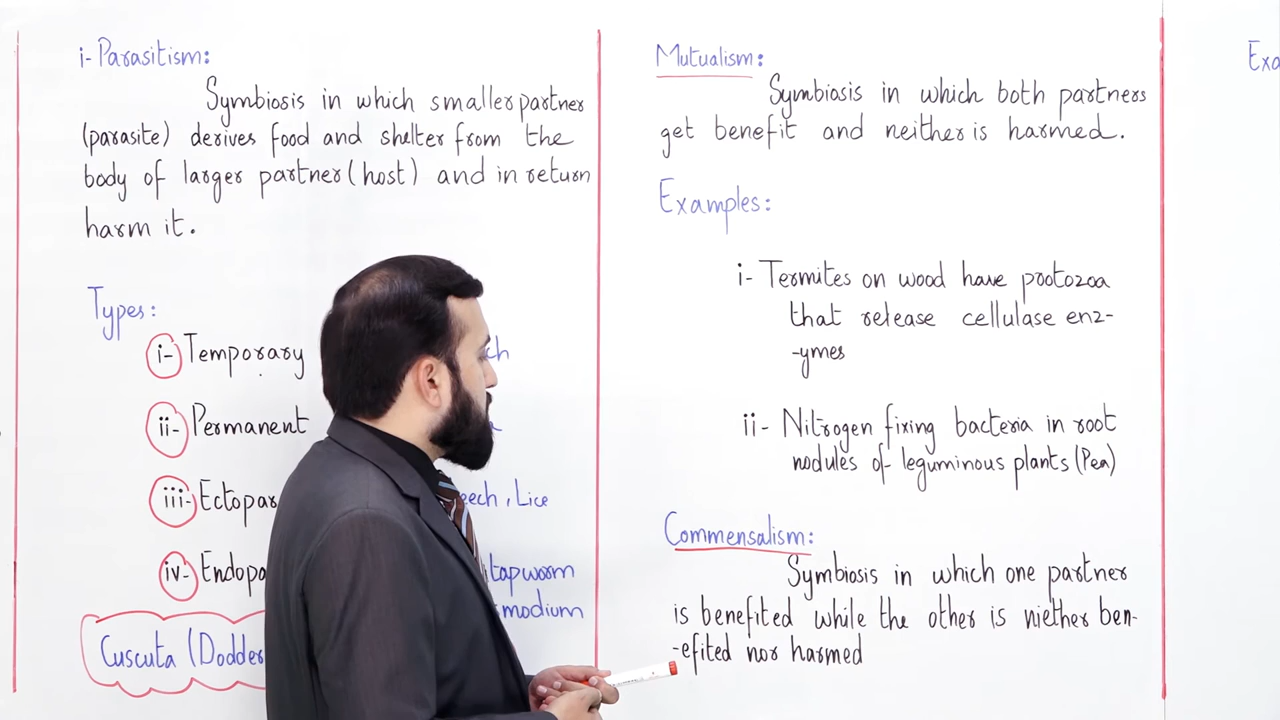 i- Parasitism:
Symbiosis in which smaller partner
(parasite) derives food and shelter from the
body of larger partner (host) and in return
harm it.
Types:
i- Temporary
ii- Permanent
iii- Ectopar
eech, Lice
iv- Endopa
tapworm
smodium
Cuscuta (Dodder
Mutualism:
Symbiosis in which both partners
get benefit and neither is harmed.
Examples:
i- Termites on wood have protozoa
that release cellulase enz-
-ymes
ii- Nitrogen fixing bacteria in root
nodules of leguminous plants (Pea)
Commensalism:
Symbiosis in which one partner
is benefited while the other is niether ben-
-efited nor harmed
Exa